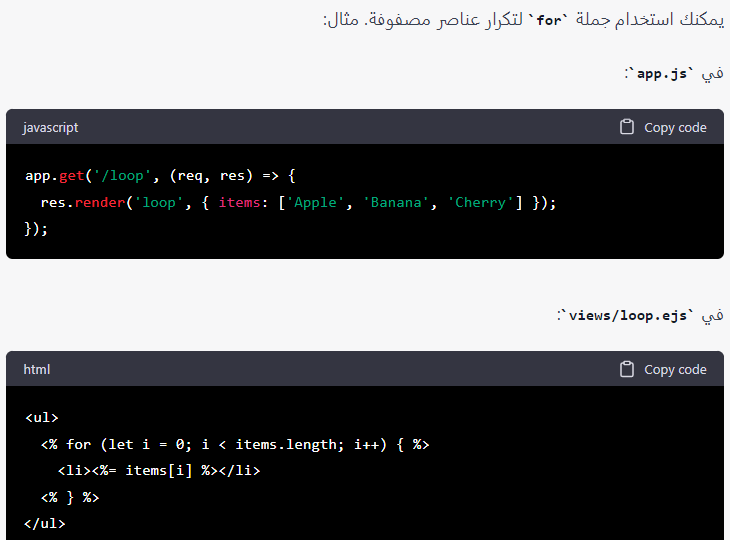 يمكنك استخدام جملة `for` لتكرار عناصر مصفوفة. مثال:
في `app.js`:
javascript Copy code
app.get('/loop', (req, res) => {
  res.render('loop', { items: ['Apple', 'Banana', 'Cherry'] });
});
في `views/loop.ejs`:
html Copy code
<ul>
  <% for (let i = 0; i < items.length; i++) { %>
    <li><%= items[i] %></li>
  <% } %>
</ul>